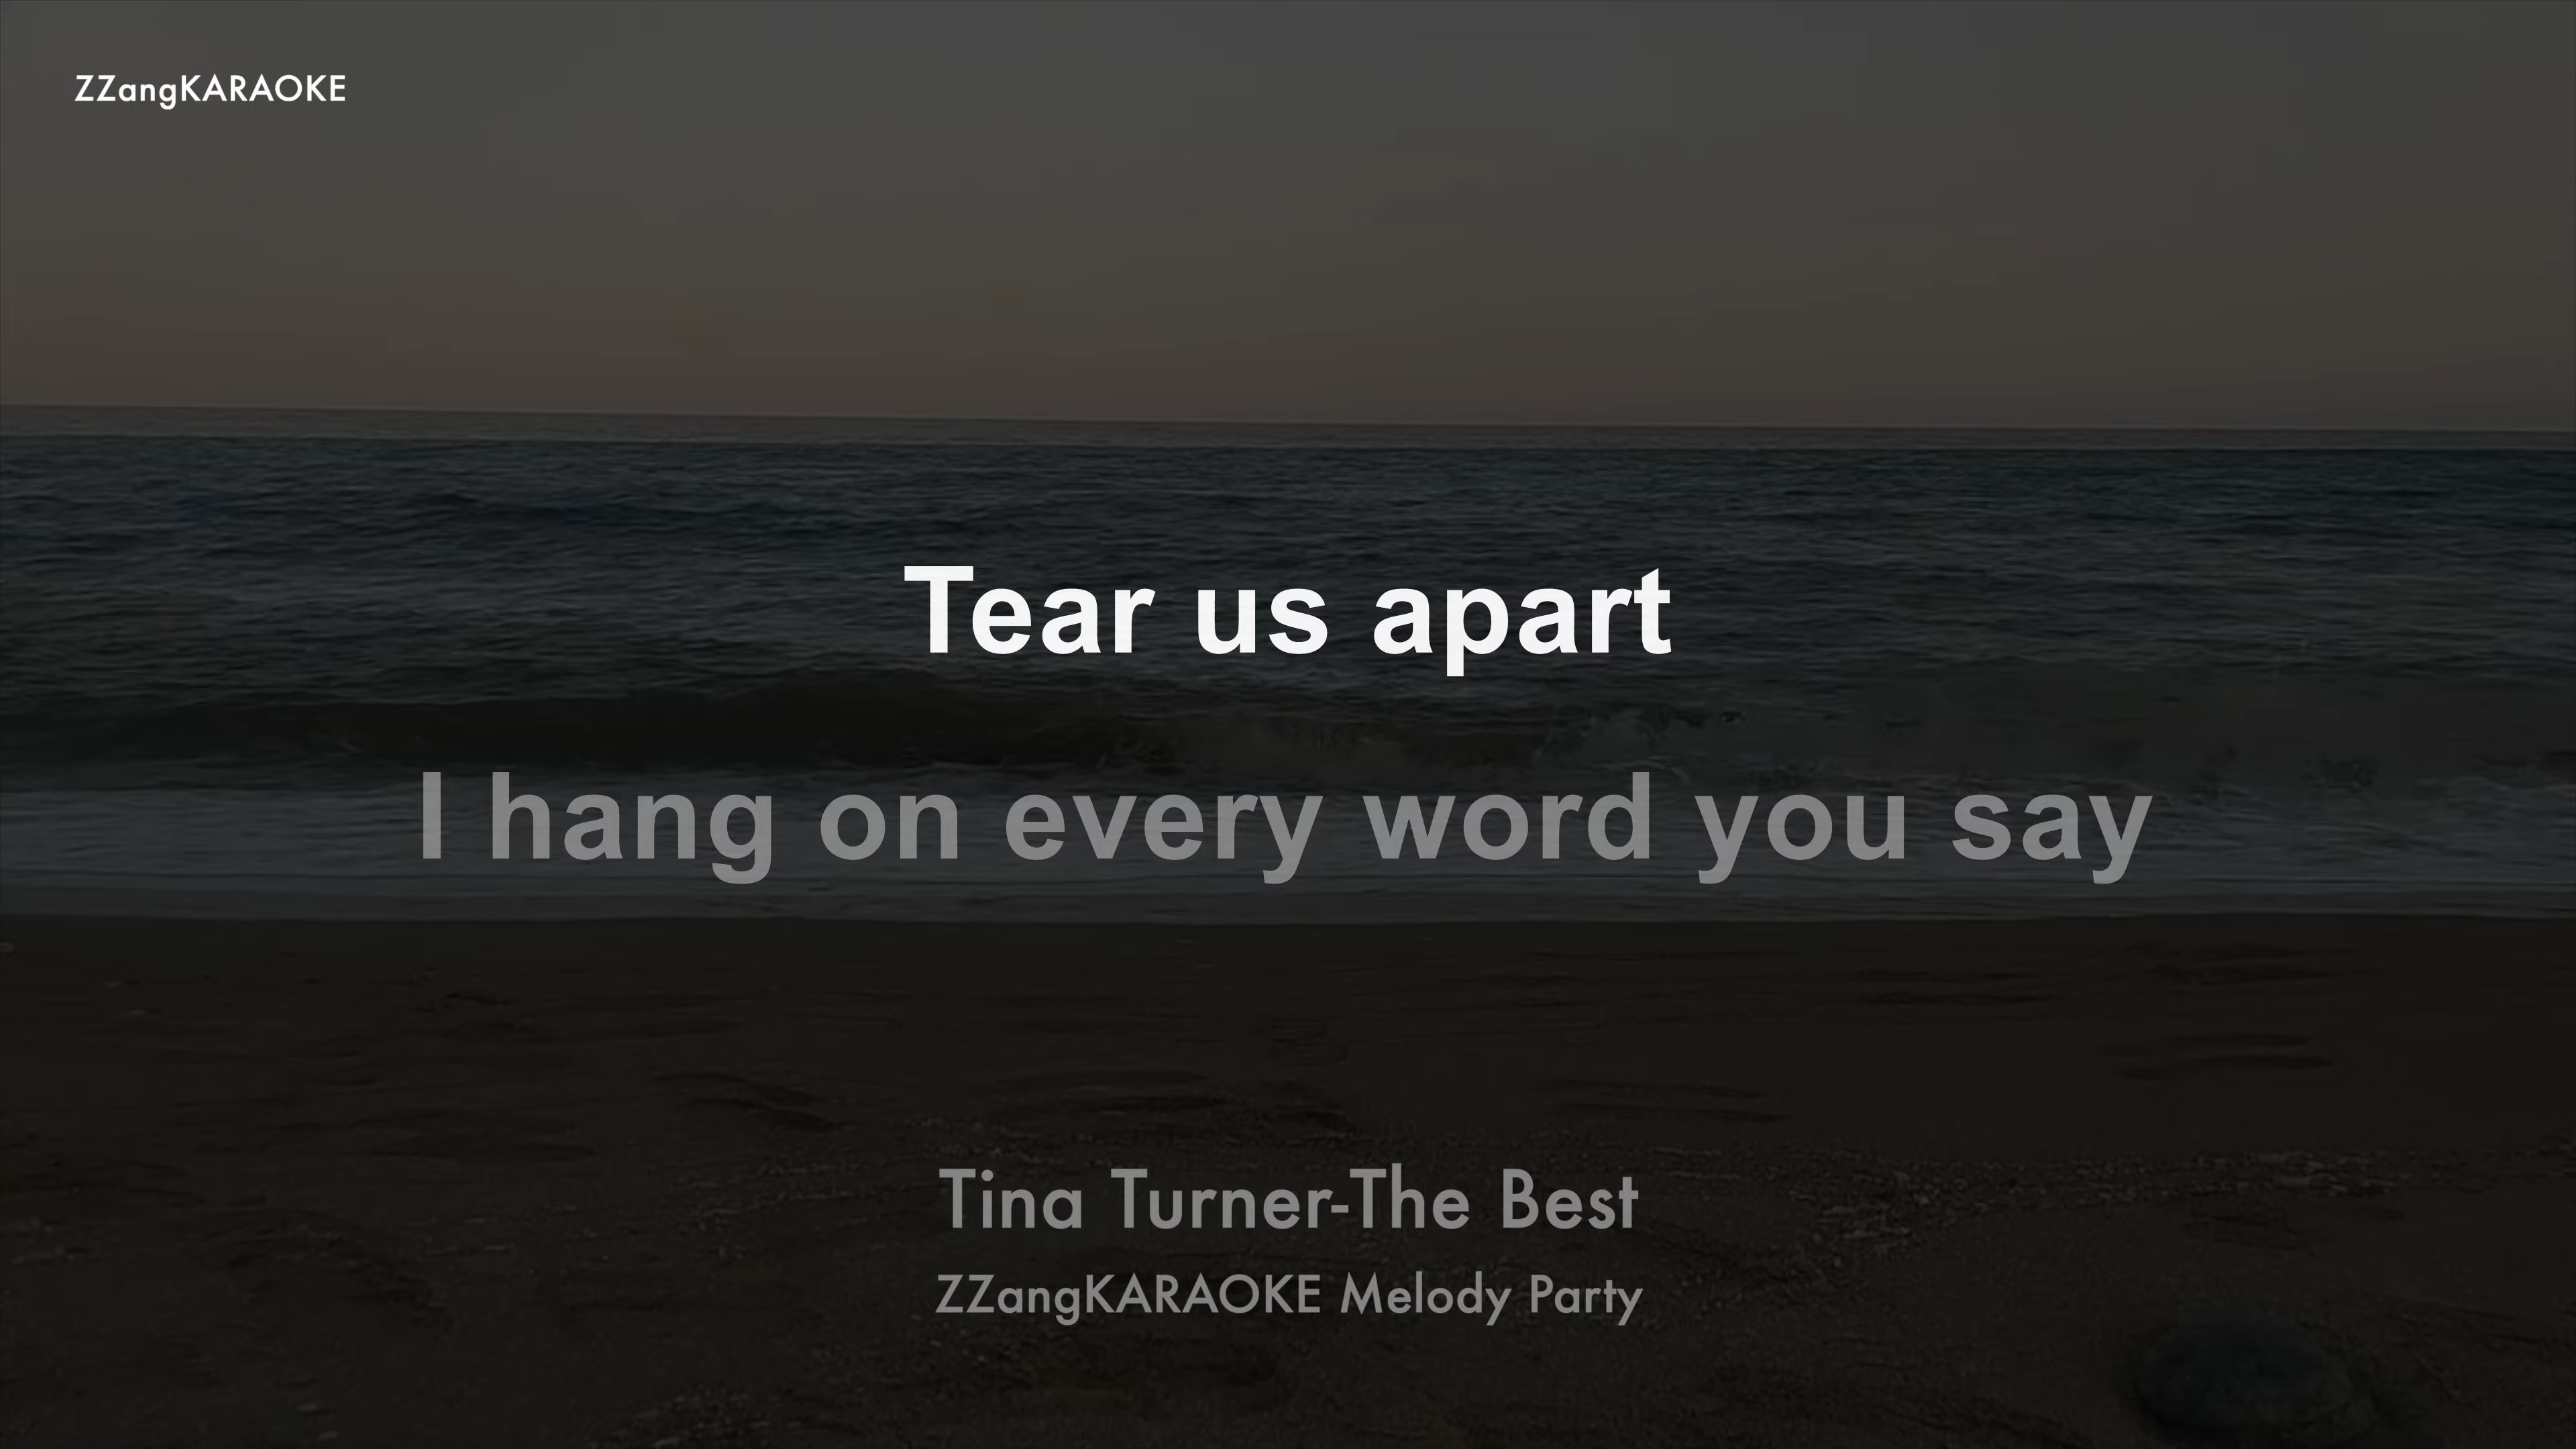 ZZangKARAOKE
Tear us apart
I hang on every word you say
Tina Turner-The Best
ZZangKARAOKE Melody Party